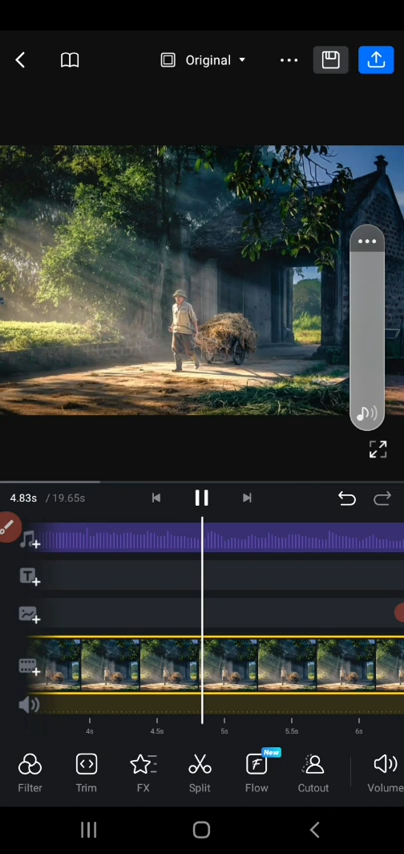 Original
4.83s / 19.65s
4s 4.5s 5s 5.5s 6s
New
Filter Trim FX Split Flow Cutout Volume